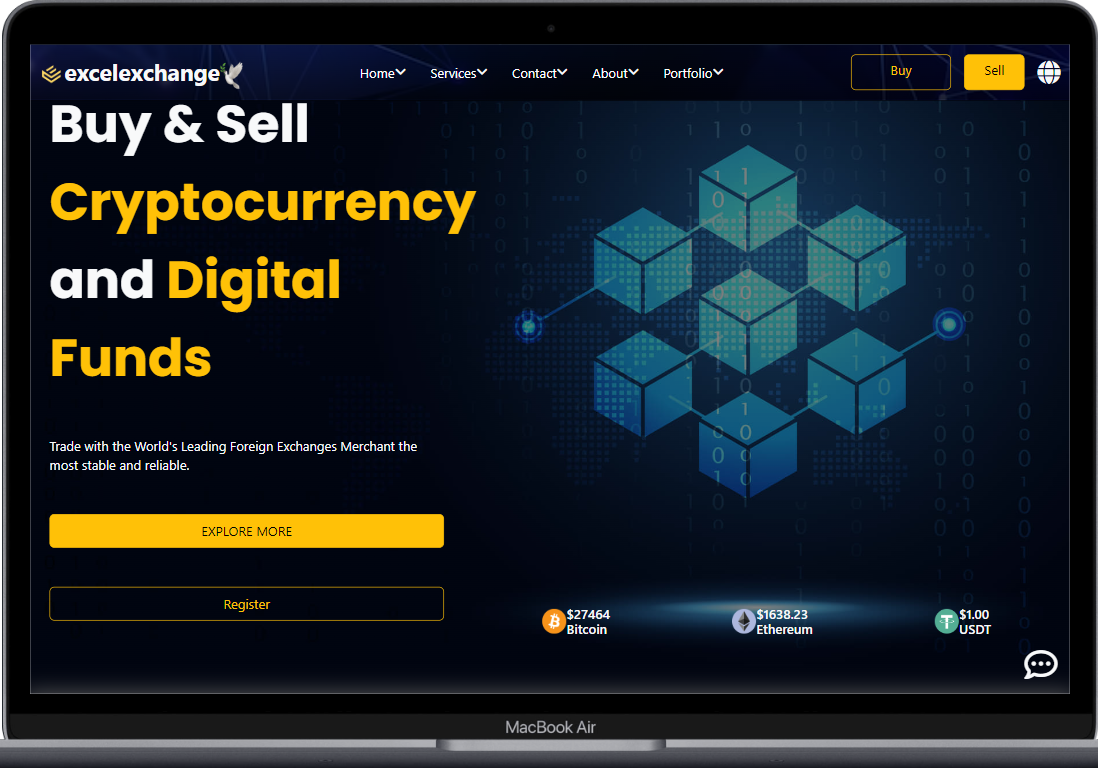 excelexchange
Home
Services
Contact
About
Portfolio
Buy
Sell
Buy & Sell
Cryptocurrency
and Digital
Funds
Trade with the World's Leading Foreign Exchanges Merchant the
most stable and reliable.
EXPLORE MORE
Register
$27464
Bitcoin
$1638.23
Ethereum
$1.00
USDT
MacBook Air